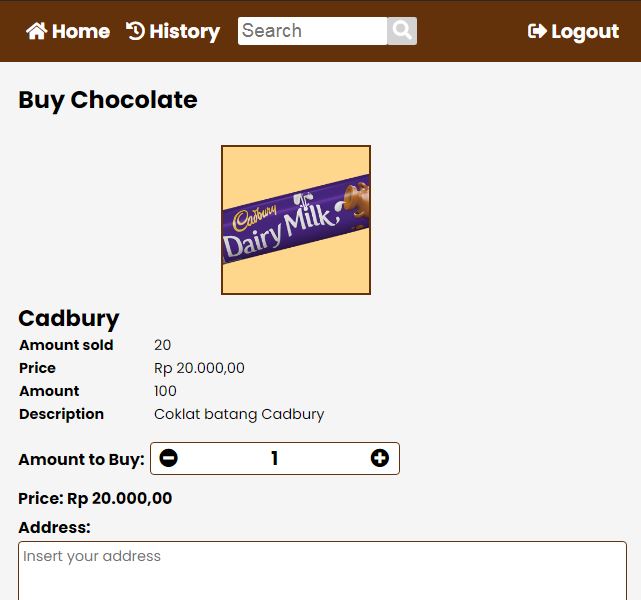 Home History Search Logout
Buy Chocolate
Cadbury
Dairy Milk
Cadbury
Amount sold 20
Price Rp 20.000,00
Amount 100
Description Coklat batang Cadbury
Amount to Buy: 1
Price: Rp 20.000,00
Address:
Insert your address